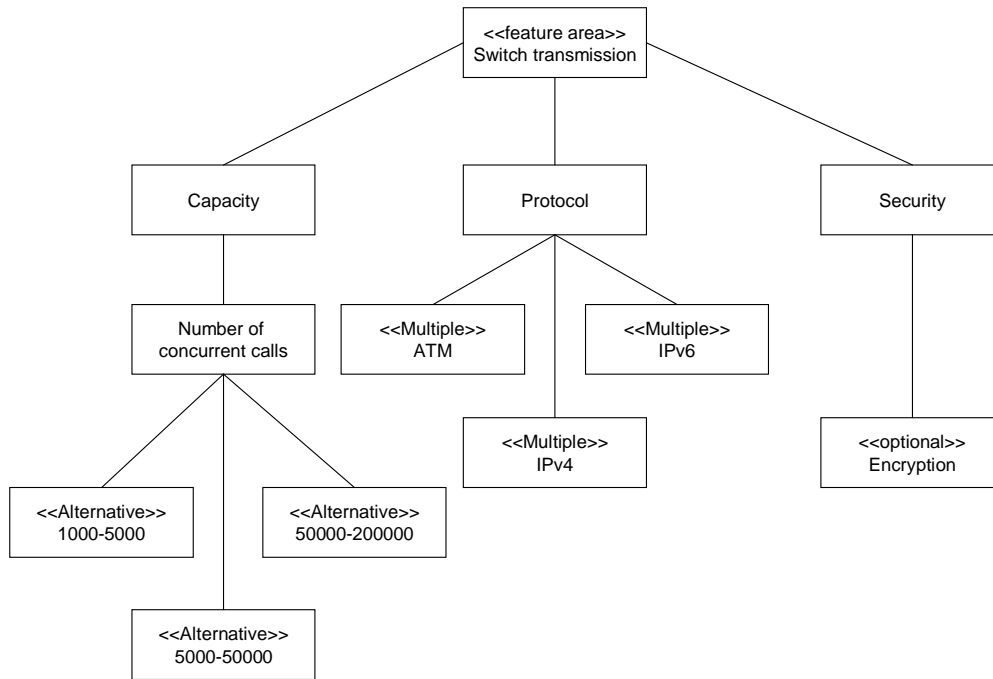 <<feature area>>
Switch transmission
Capacity
Protocol
Security
Number of
concurrent calls
<<Multiple>>
ATM
<<Multiple>>
IPv6
<<Multiple>>
IPv4
<<optional>>
Encryption
<<Alternative>>
1000-5000
<<Alternative>>
50000-200000
<<Alternative>>
5000-50000